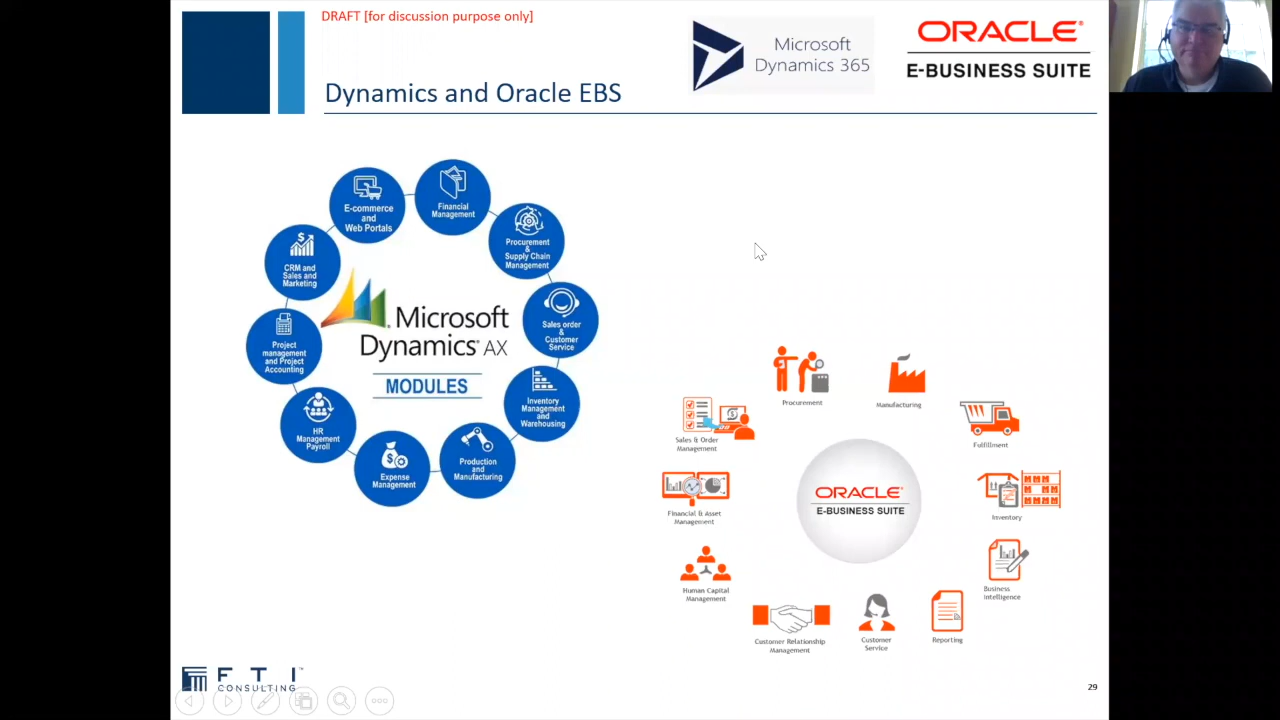 DRAFT [for discussion purpose only]
Microsoft
Dynamics 365
ORACLE
E-BUSINESS SUITE
Dynamics and Oracle EBS
E-commerce
and
Web Portals
Financial
Management
Procurement
&
Supply Chain
Management
CRM and
Sales and
Marketing
Sales order
&
Customer
Service
Microsoft
Dynamics AX
MODULES
Project
management
and Project
Accounting
Inventory
Management
and
Warehousing
HR
Management
Payroll
Production
and
Manufacturing
Expense
Management
Procurement
Manufacturing
Sales & Order
Management
Fulfillment
Financial & Asset
Management
ORACLE
E-BUSINESS SUITE
Inventory
Human Capital
Management
Business
Intelligence
Customer Relationship
Management
Customer
Service
Reporting
FTI™
CONSULTING
29